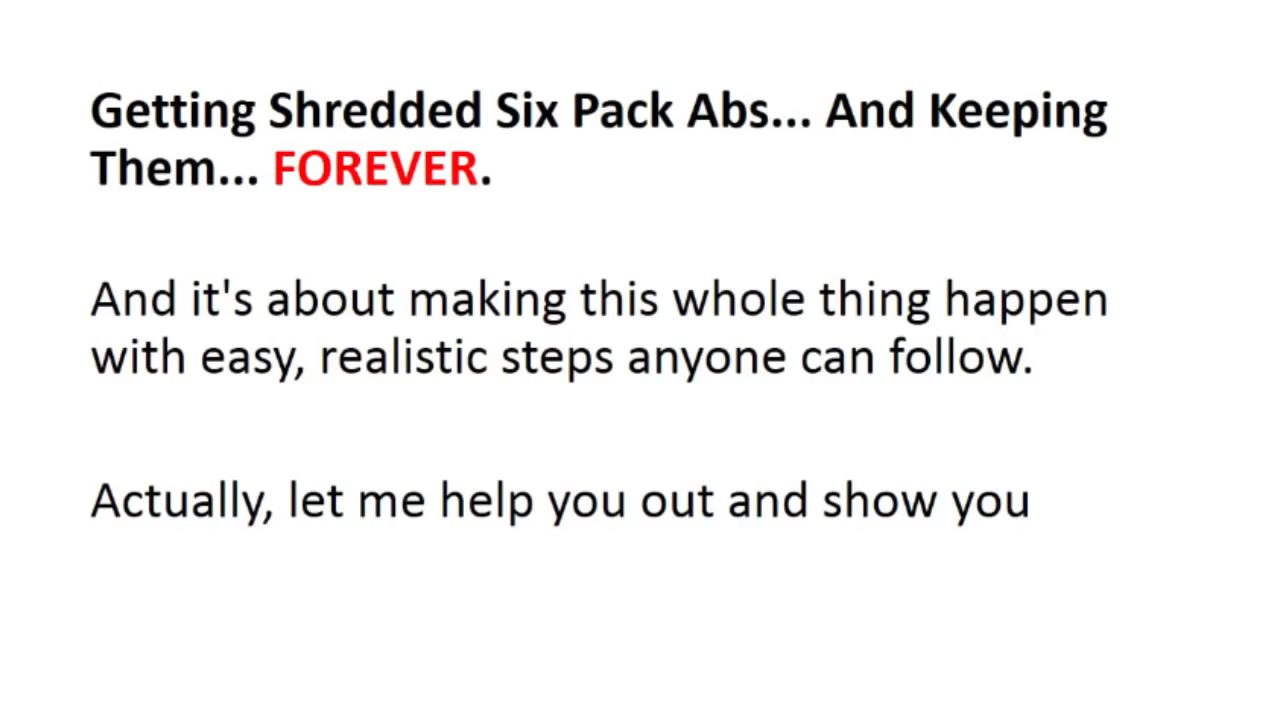 Getting Shredded Six Pack Abs... And Keeping
Them... FOREVER.
And it's about making this whole thing happen
with easy, realistic steps anyone can follow.
Actually, let me help you out and show you